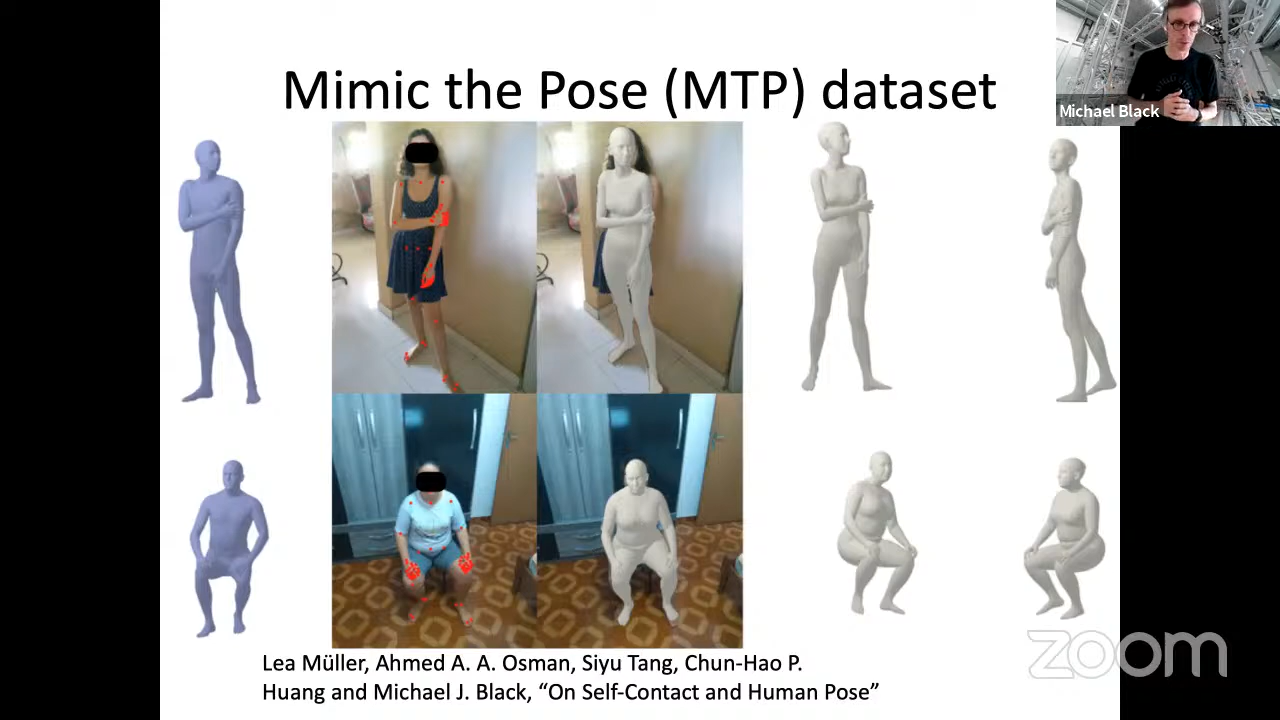 Mimic the Pose (MTP) dataset
Michael Black
Lea Müller, Ahmed A. A. Osman, Siyu Tang, Chun-Hao P.
Huang and Michael J. Black, “On Self-Contact and Human Pose”
zoom